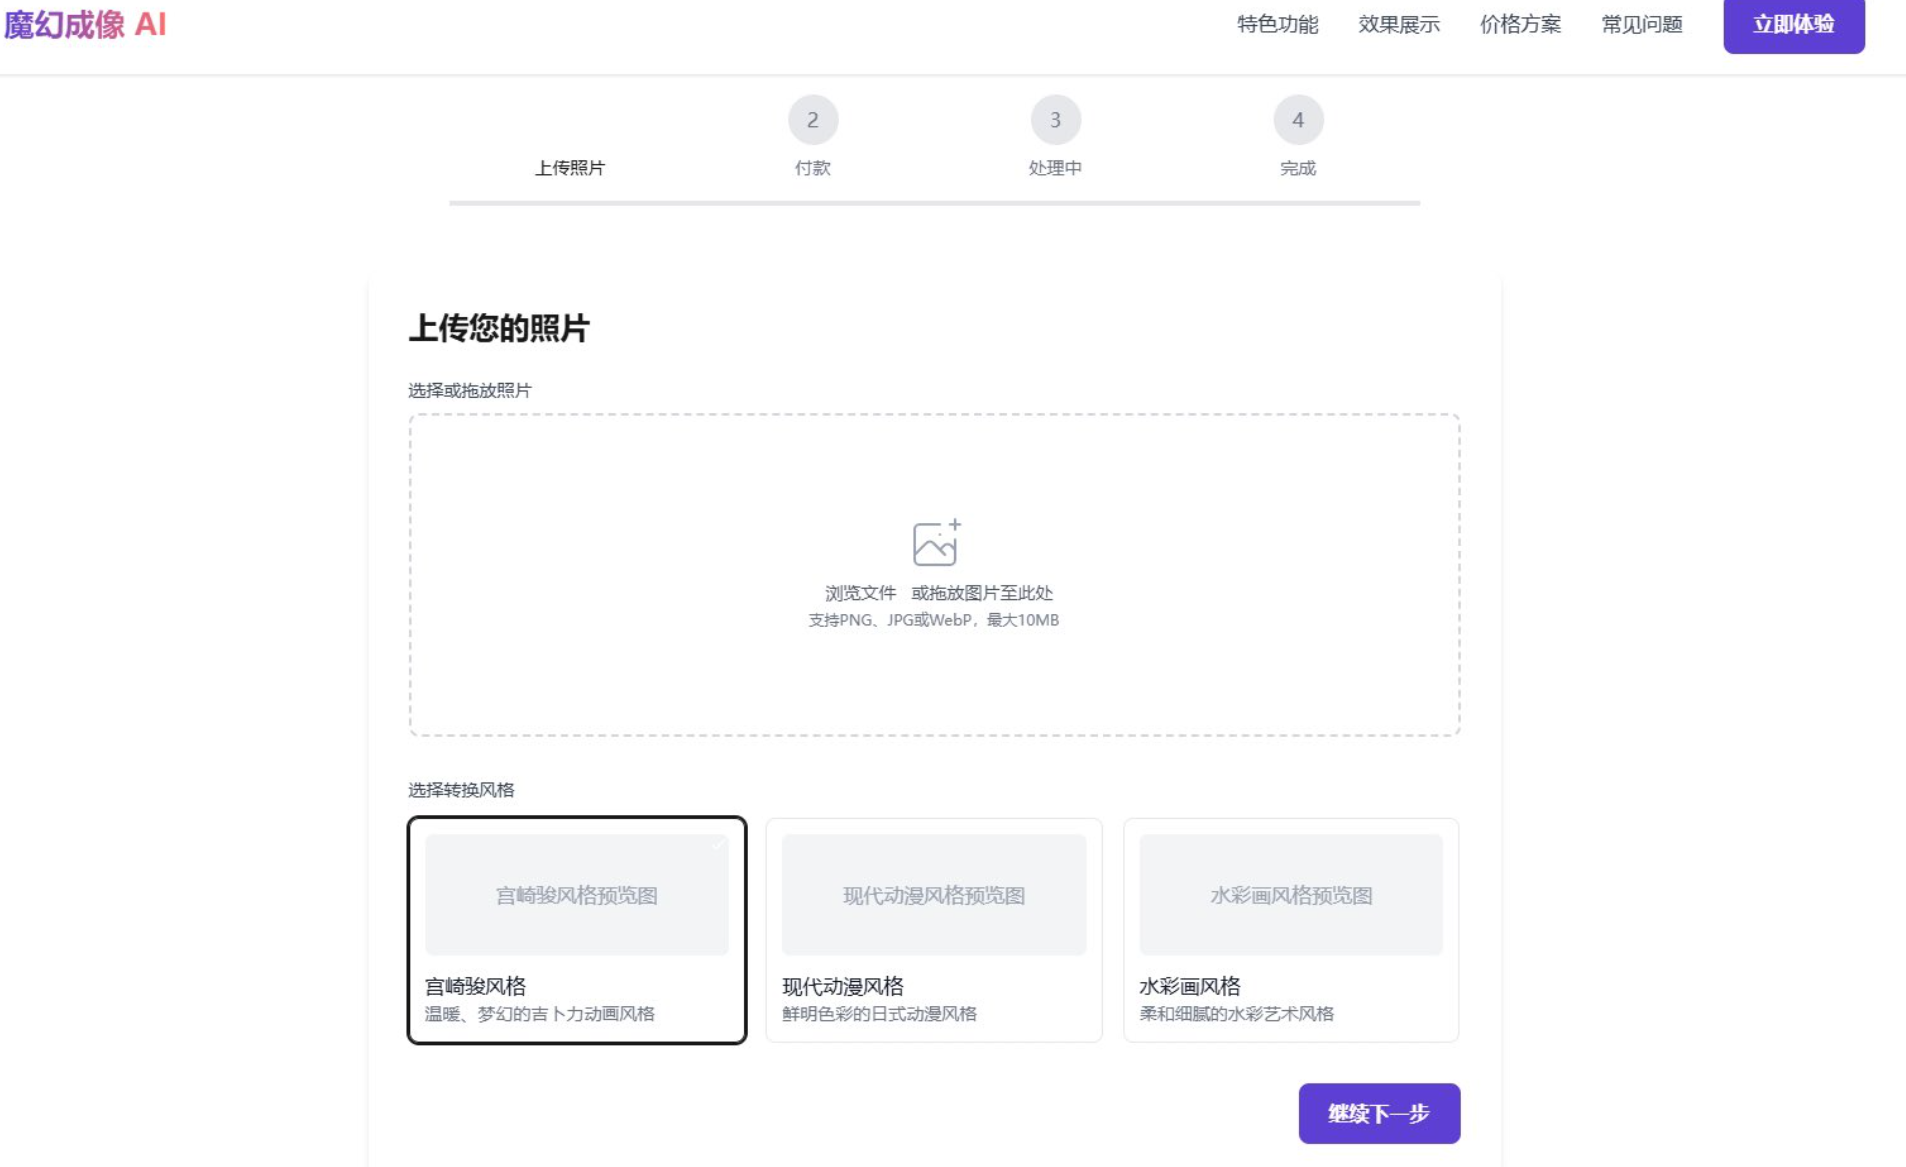 魔幻成像 AI
特色功能 效果展示 价格方案 常见问题 立即体验
2 3 4
上传照片 付款 处理中 完成
上传您的照片
选择或拖放照片
浏览文件 或拖放图片至此处
支持PNG、JPG或WebP，最大10MB
选择转换风格
宫崎骏风格预览图 现代动漫风格预览图 水彩画风格预览图
宫崎骏风格 现代动漫风格 水彩画风格
温暖、梦幻的吉卜力动画风格 鲜明色彩的日式动漫风格 柔和细腻的水彩艺术风格
继续下一步